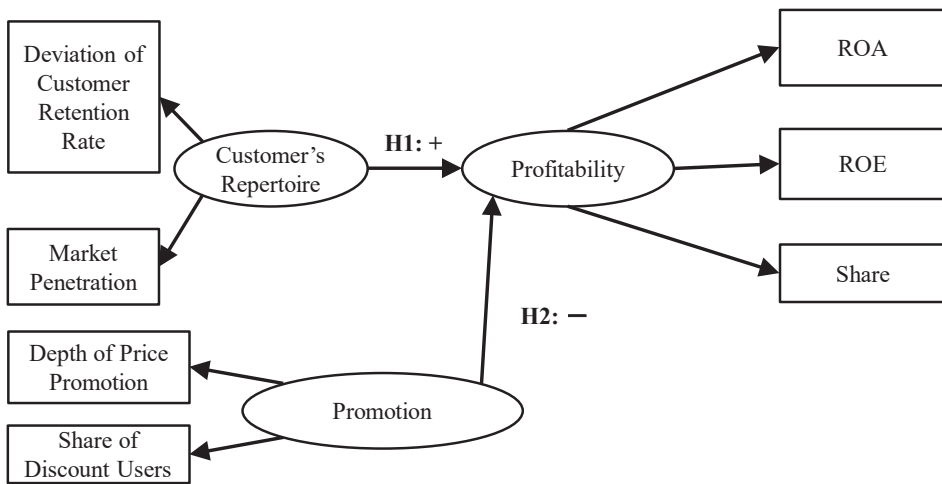 Deviation of
Customer
Retention
Rate
Customer's
Repertoire
H1: +
Profitability
ROA
ROE
Share
Market
Penetration
H2: −
Depth of Price
Promotion
Promotion
Share of
Discount Users